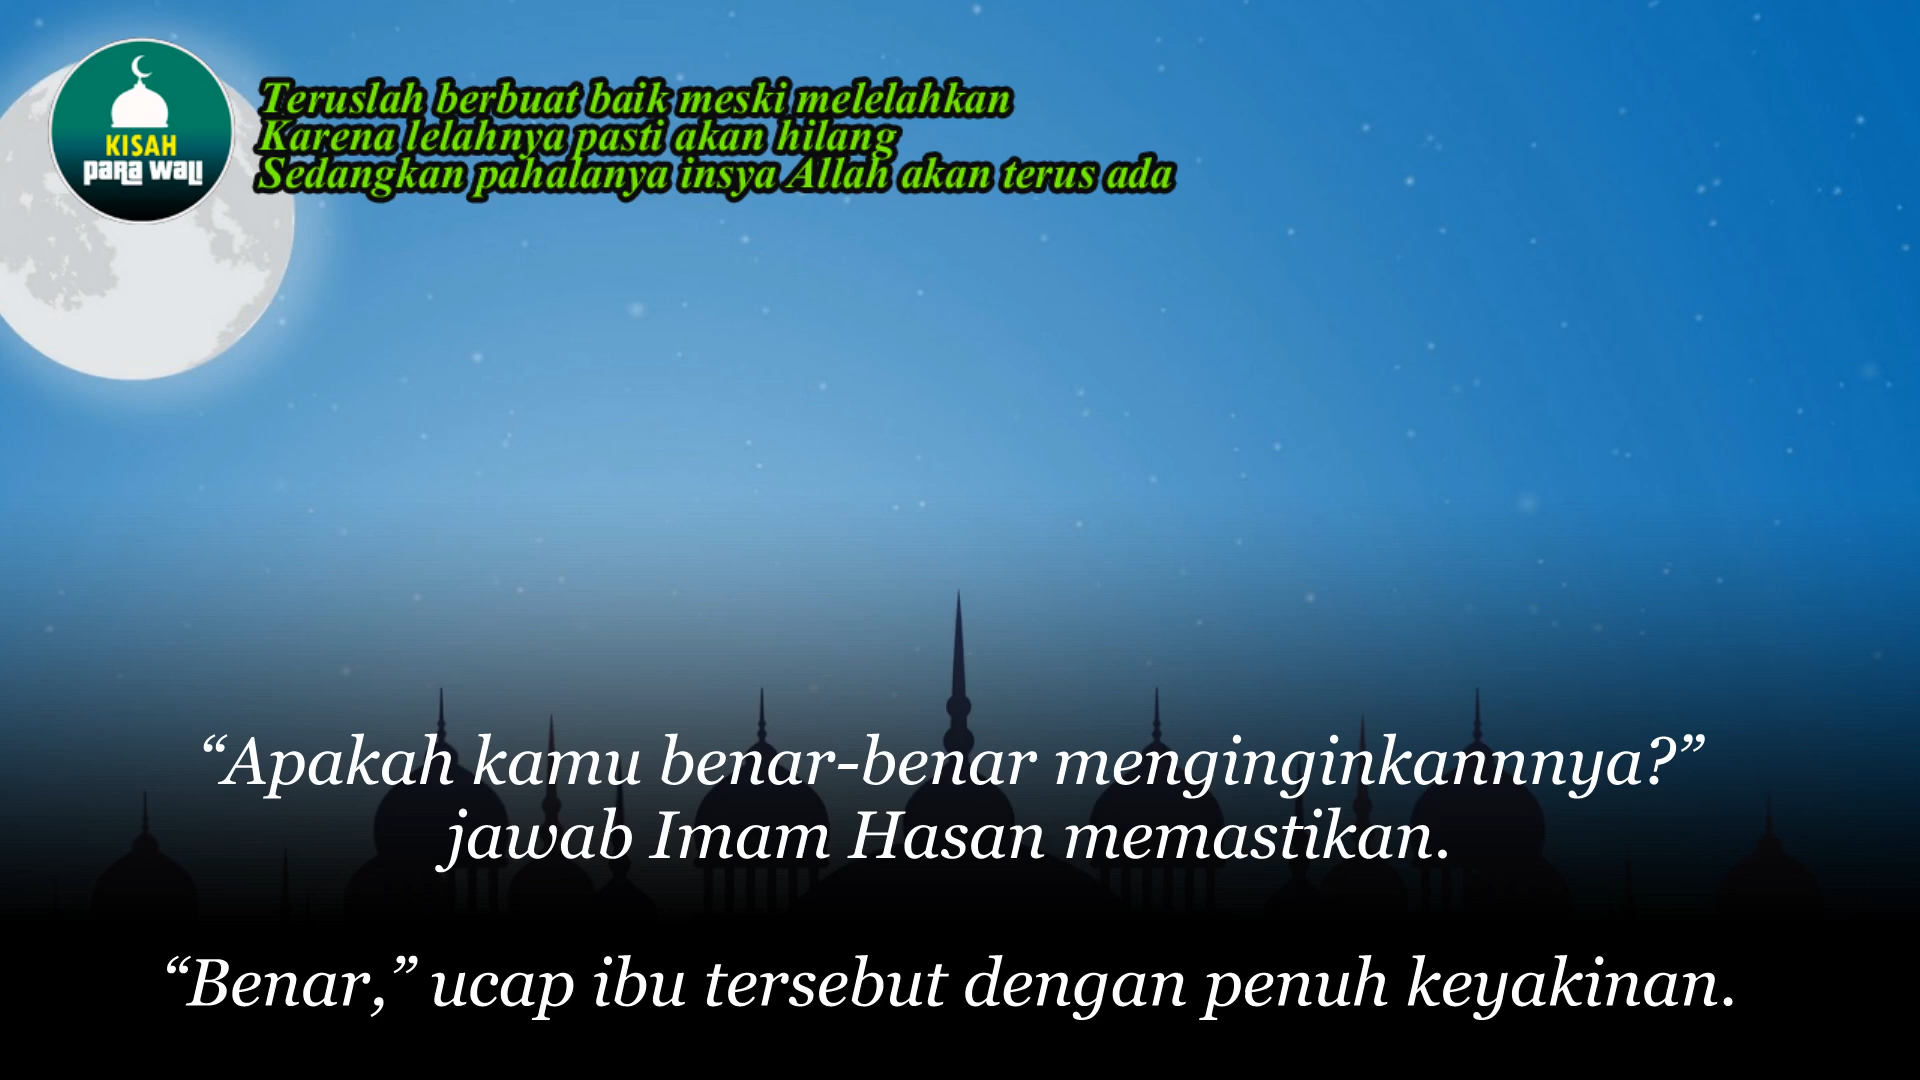 KISAH
para wali
Teruslah berbuat baik meski melelahkan
Karena lelahnya pasti akan hilang
Sedangkan pahalanya insya Allah akan terus ada
“Apakah kamu benar-benar menginginkannnya?”
jawab Imam Hasan memastikan.
“Benar,” ucap ibu tersebut dengan penuh keyakinan.